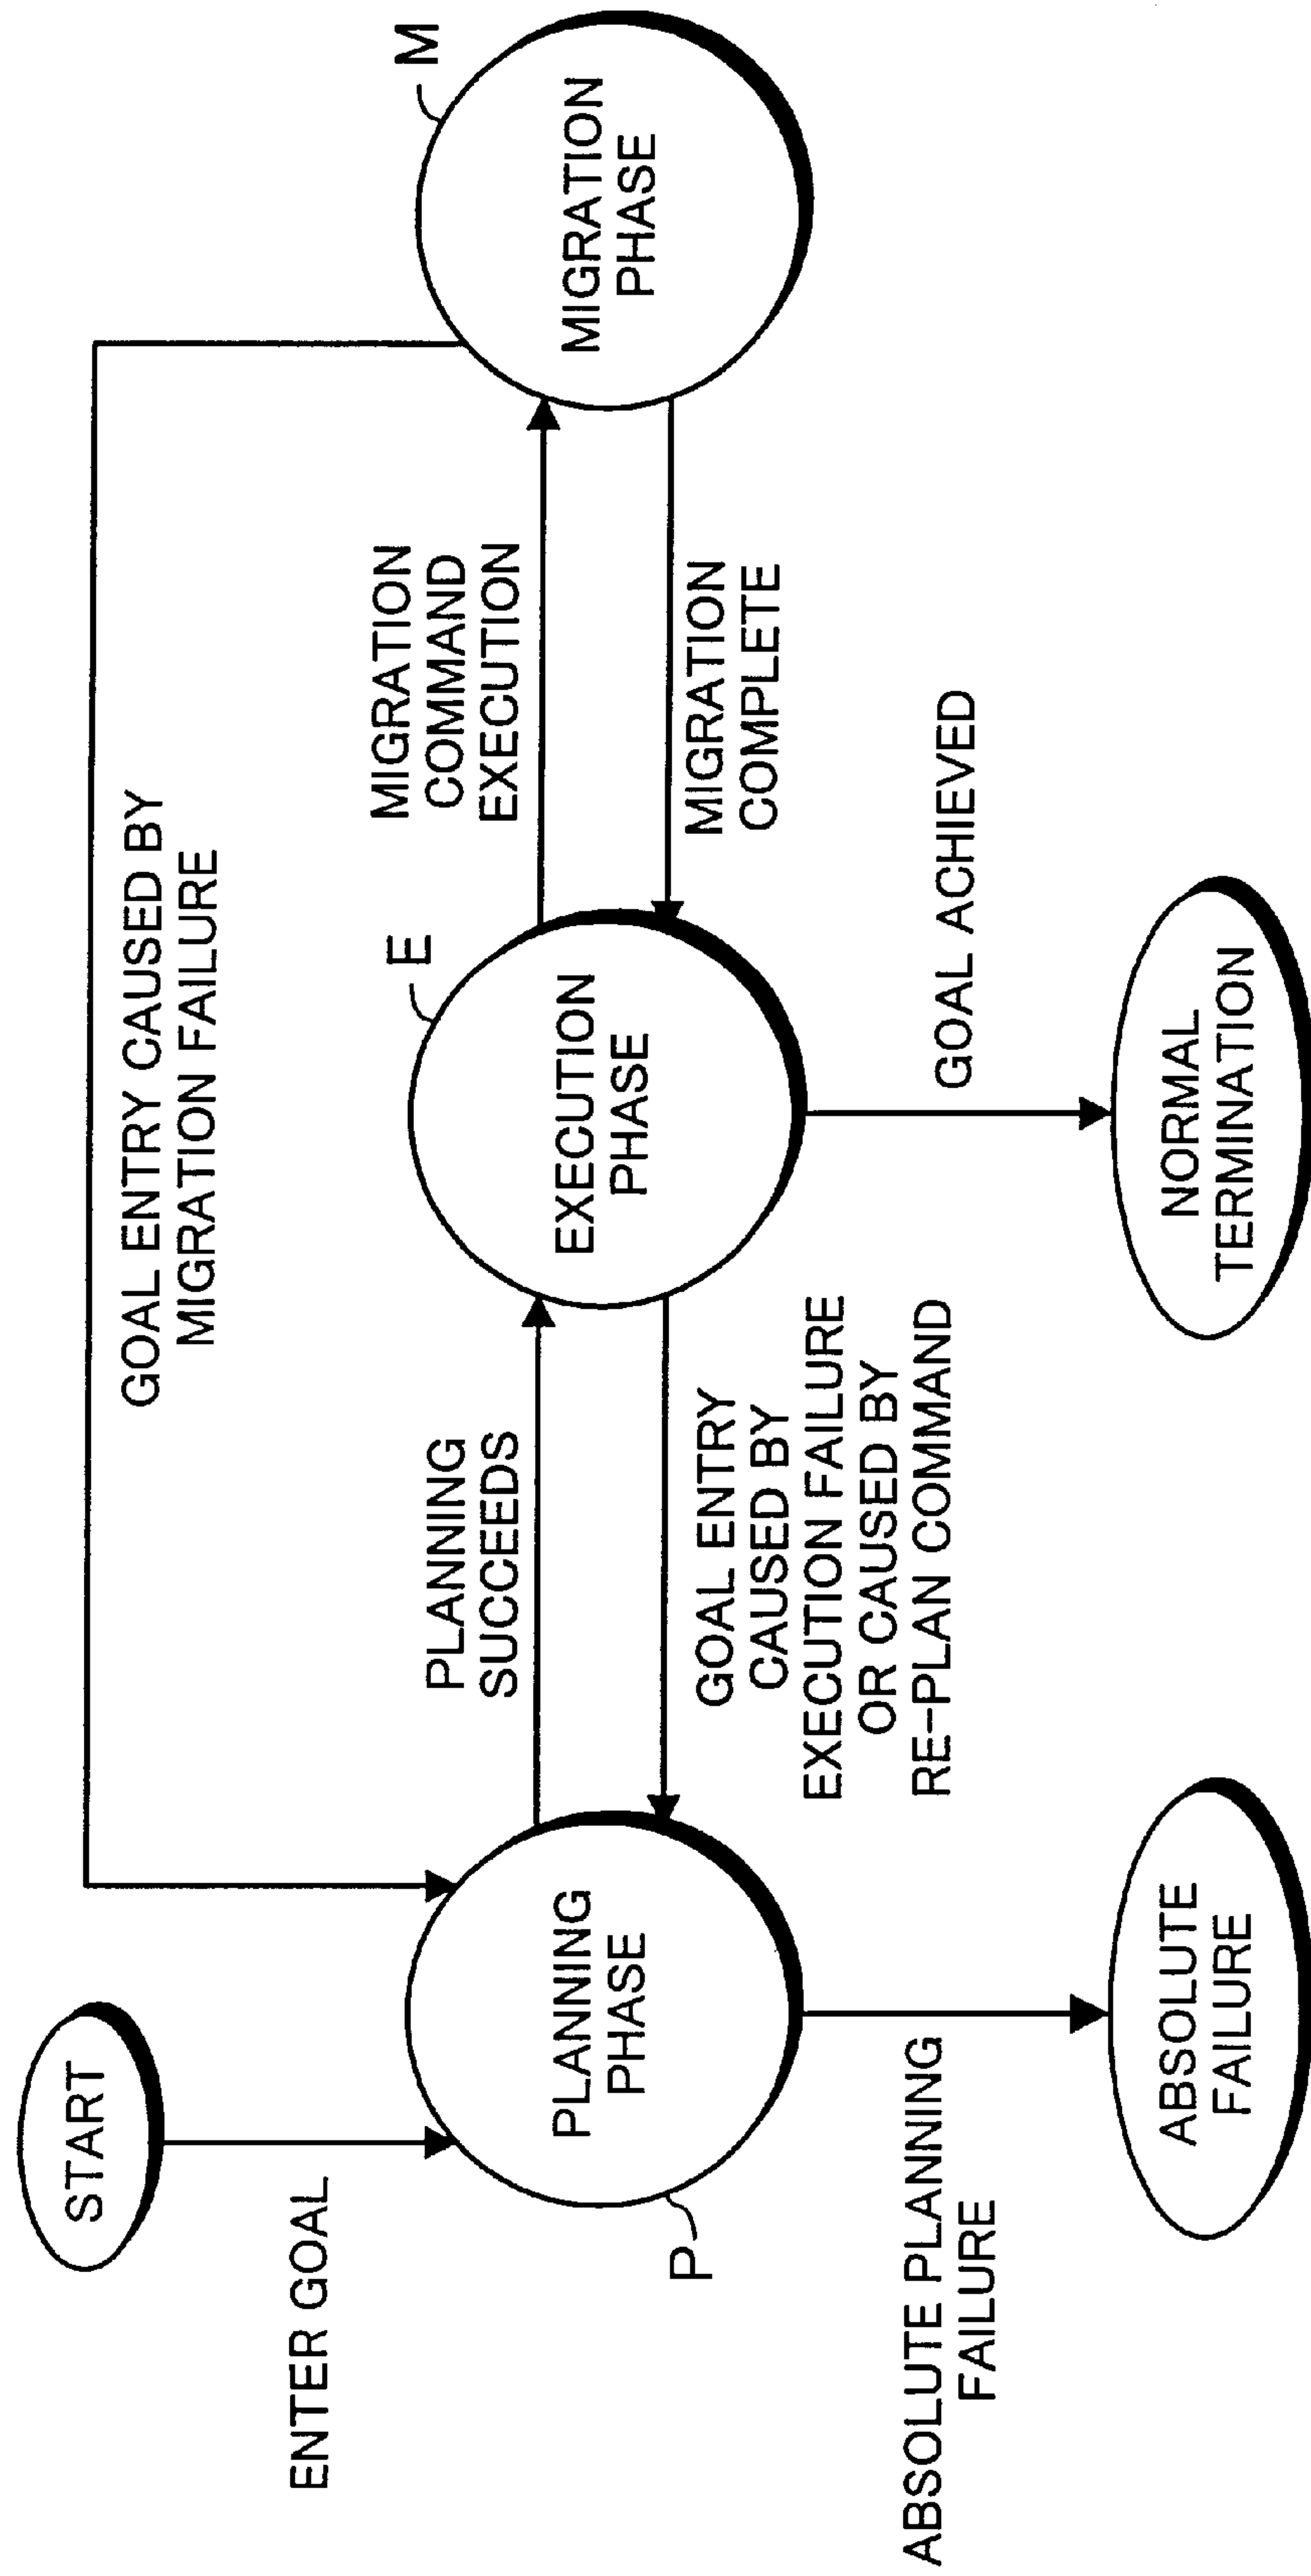 START
ENTER GOAL
GOAL ENTRY CAUSED BY
MIGRATION FAILURE
PLANNING
PHASE
P
PLANNING
SUCCEEDS
GOAL ENTRY
CAUSED BY
EXECUTION FAILURE
OR CAUSED BY
RE-PLAN COMMAND
E
EXECUTION
PHASE
MIGRATION
COMMAND
EXECUTION
MIGRATION
COMPLETE
M
MIGRATION
PHASE
ABSOLUTE PLANNING
FAILURE
ABSOLUTE
FAILURE
GOAL ACHIEVED
NORMAL
TERMINATION